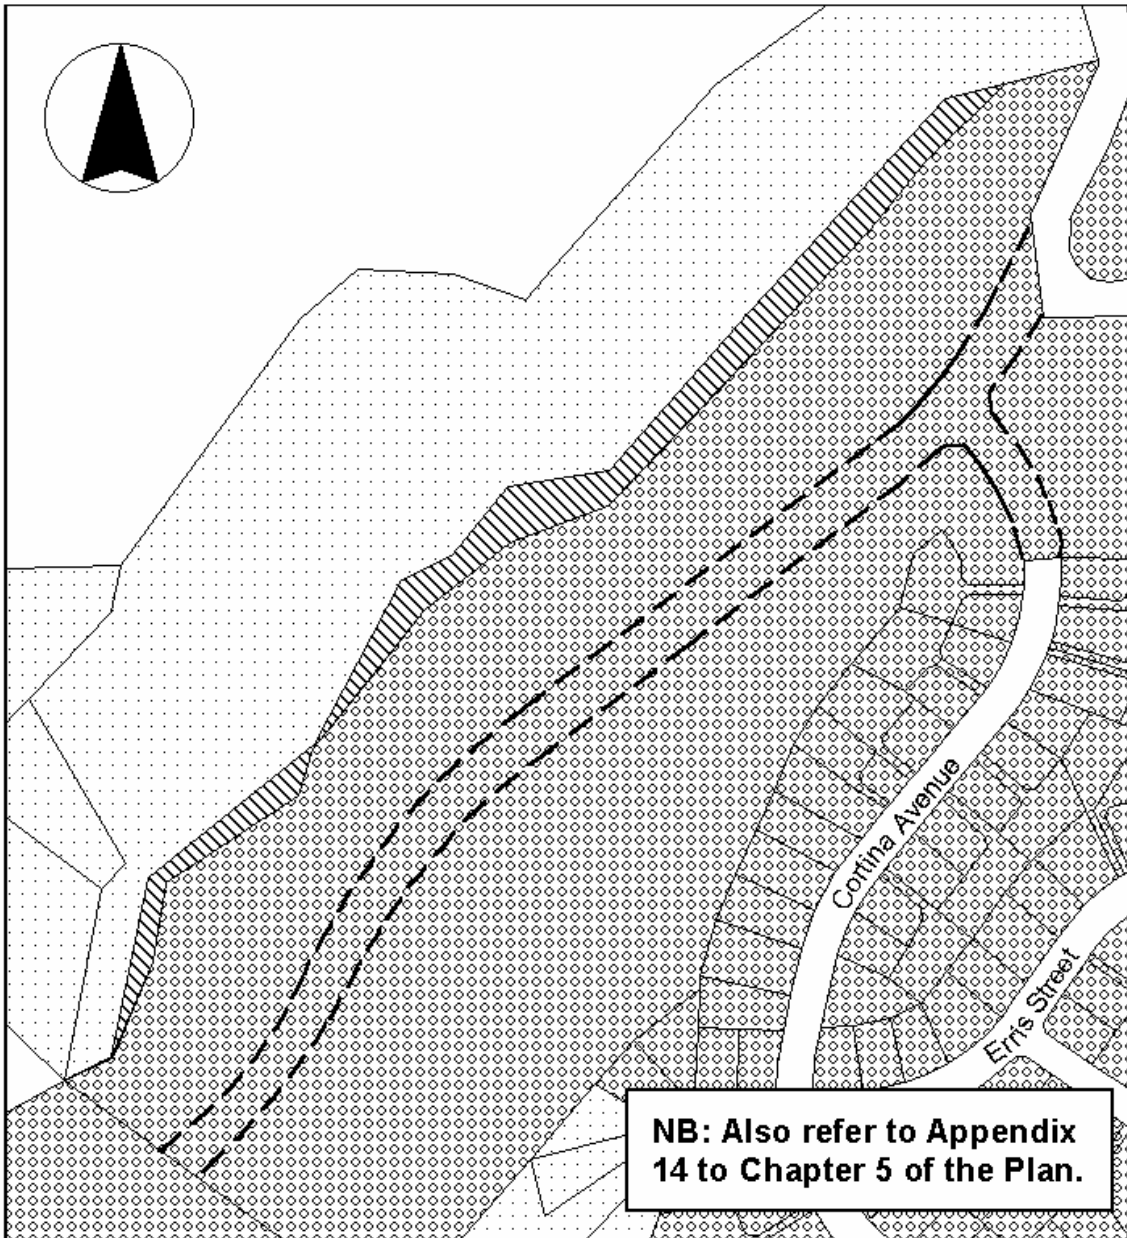 Cortina Avenue
Erris Street
NB: Also refer to Appendix
14 to Chapter 5 of the Plan.